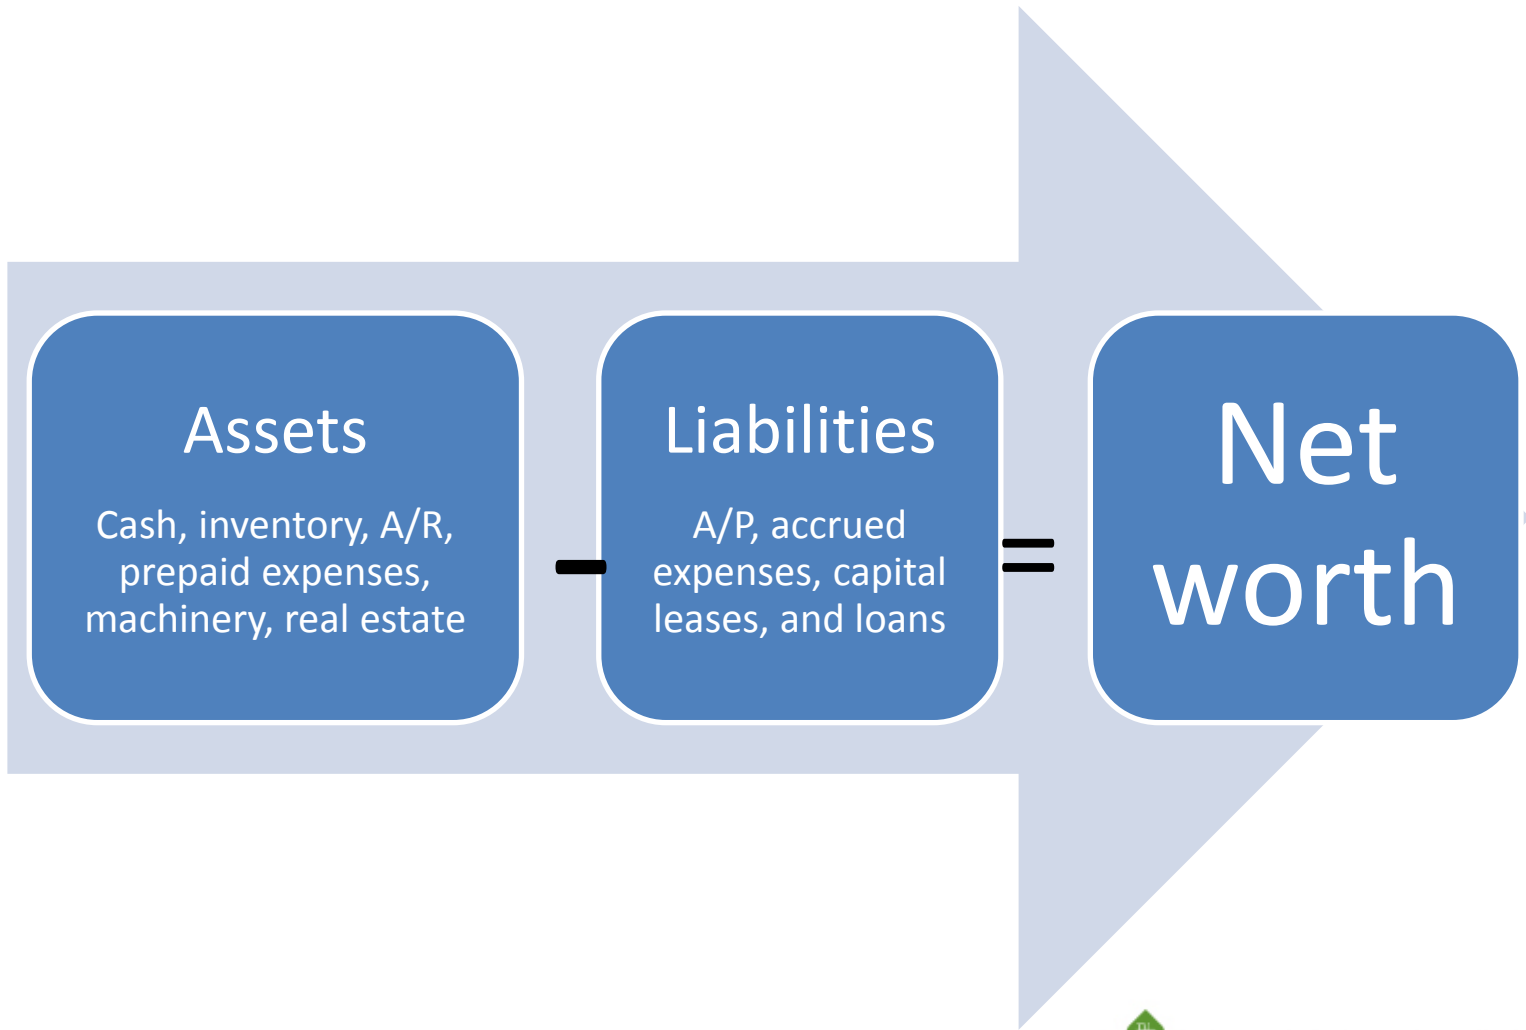 Assets
Cash, inventory, A/R,
prepaid expenses,
machinery, real estate
-
Liabilities
A/P, accrued
expenses, capital
leases, and loans
=
Net
worth